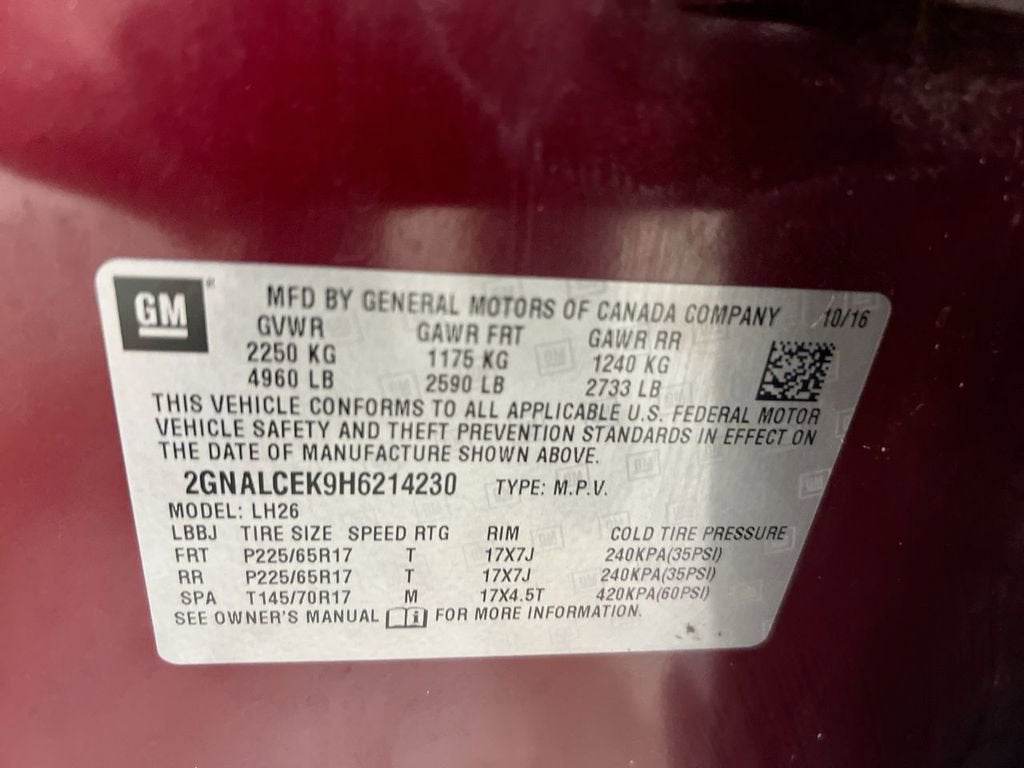 GM
MFD BY GENERAL MOTORS OF CANADA COMPANY 10/16
GVWR GAWR FRT GAWR RR
2250 KG 1175 KG 1240 KG
4960 LB 2590 LB 2733 LB
THIS VEHICLE CONFORMS TO ALL APPLICABLE U.S. FEDERAL MOTOR
VEHICLE SAFETY AND THEFT PREVENTION STANDARDS IN EFFECT ON
THE DATE OF MANUFACTURE SHOWN ABOVE.
2GNALCEK9H6214230 TYPE: M.P.V.
MODEL: LH26
LBBJ TIRE SIZE SPEED RTG RIM COLD TIRE PRESSURE
FRT P225/65R17 T 17X7J 240KPA(35PSI)
RR P225/65R17 T 17X7J 240KPA(35PSI)
SPA T145/70R17 M 17X4.5T 420KPA(60PSI)
SEE OWNER'S MANUAL i FOR MORE INFORMATION.